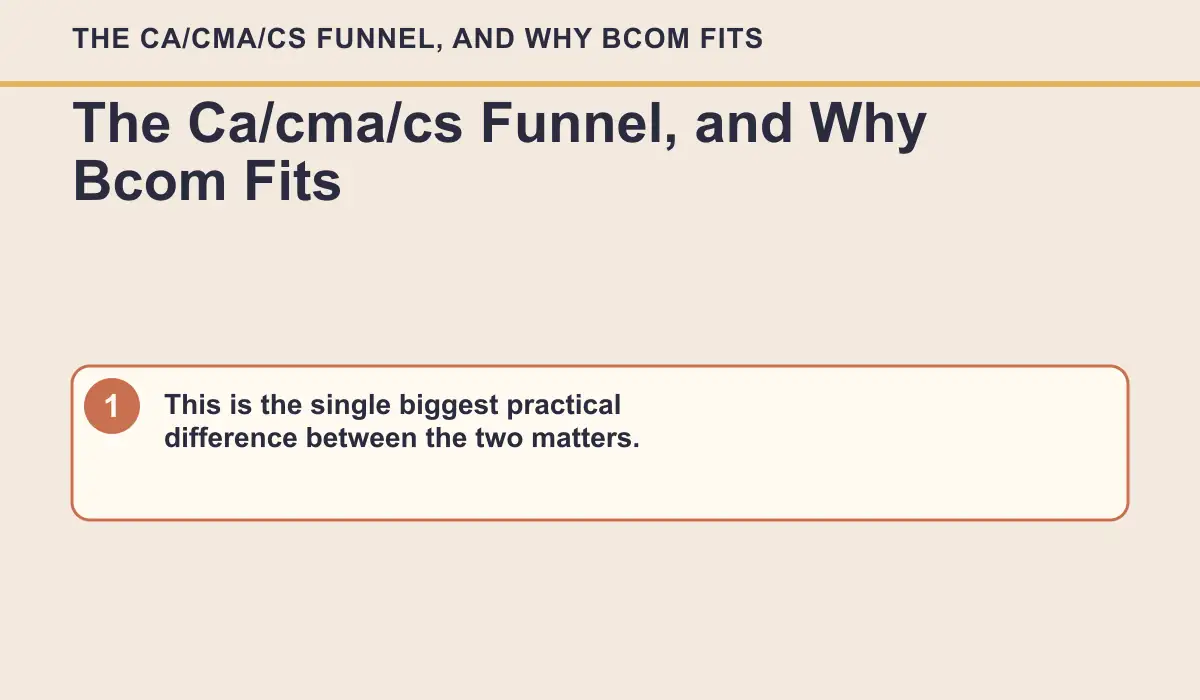 THE CA/CMA/CS FUNNEL, AND WHY BCOM FITS
The Ca/cma/cs Funnel, and Why
Bcom Fits
1
This is the single biggest practical
difference between the two matters.